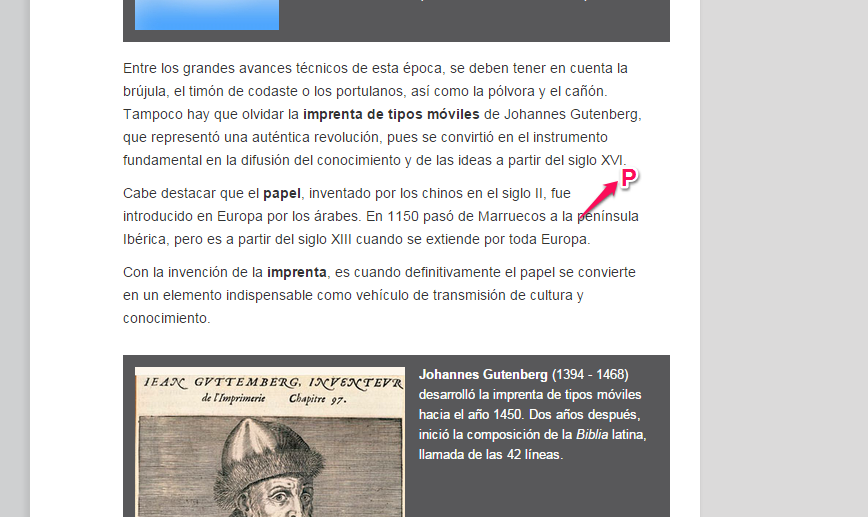 Entre los grandes avances técnicos de esta época, se deben tener en cuenta la
brújula, el timón de codaste o los portulanos, así como la pólvora y el cañón.
Tampoco hay que olvidar la imprenta de tipos móviles de Johannes Gutenberg,
que representó una auténtica revolución, pues se convirtió en el instrumento
fundamental en la difusión del conocimiento y de las ideas a partir del siglo XVI.
P
Cabe destacar que el papel, inventado por los chinos en el siglo II, fue
introducido en Europa por los árabes. En 1150 pasó de Marruecos a la península
Ibérica, pero es a partir del siglo XIII cuando se extiende por toda Europa.
Con la invención de la imprenta, es cuando definitivamente el papel se convierte
en un elemento indispensable como vehículo de transmisión de cultura y
conocimiento.
IEAN GVTTEMBERG, INVENTEVR
de l'Imprimerie Chapitre 97.
Johannes Gutenberg (1394 - 1468)
desarrolló la imprenta de tipos móviles
hacia el año 1450. Dos años después,
inició la composición de la Biblia latina,
llamada de las 42 líneas.